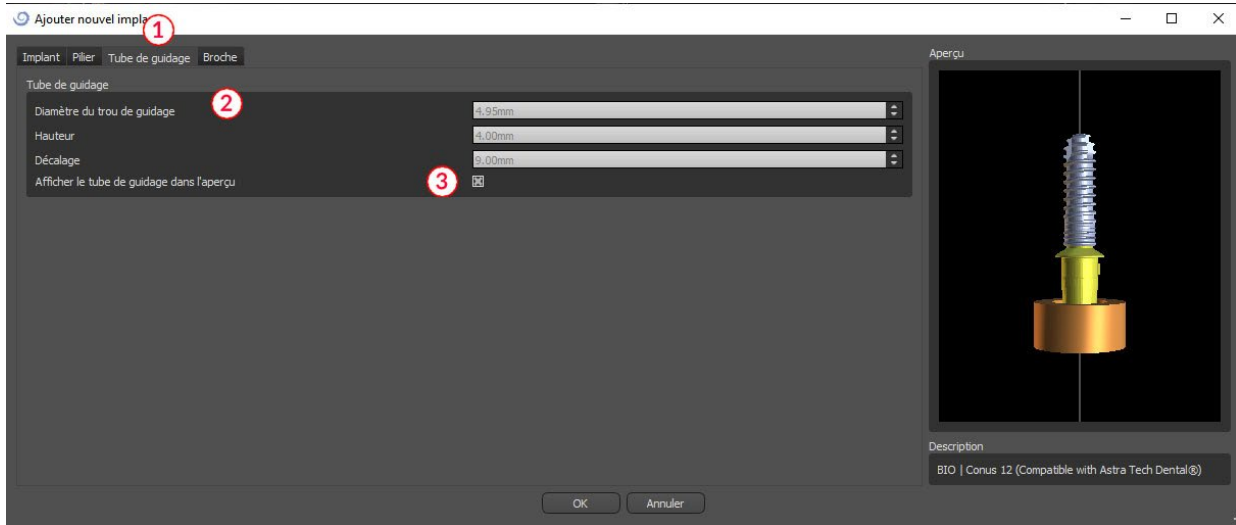 Ajouter nouvel impla
1
Implant Pilier Tube de guidage Broche
Tube de guidage
2
Diamètre du trou de guidage 4.95mm
Hauteur 4.00mm
Décalage 9.00mm
Afficher le tube de guidage dans l'aperçu 3
Aperçu
Description
BIO | Conus 12 (Compatible with Astra Tech Dental®)
OK Annuler